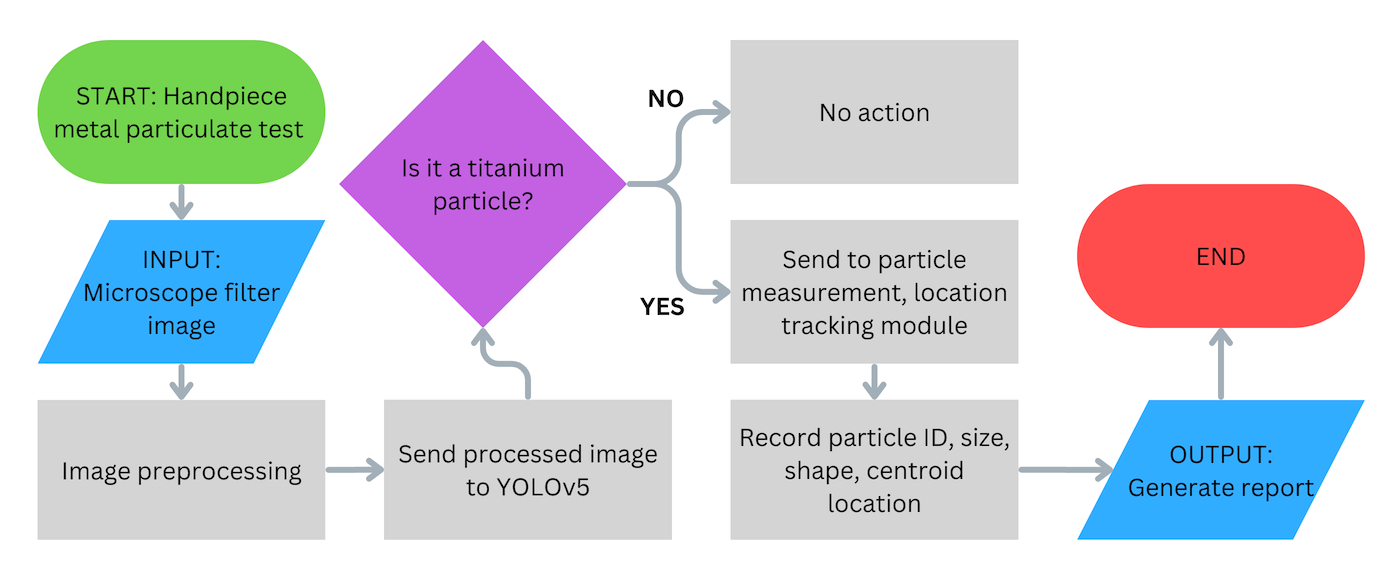 START: Handpiece
metal particulate test
INPUT:
Microscope filter
image
Image preprocessing
Send processed image
to YOLOv5
Is it a titanium
particle?
NO
No action
YES
Send to particle
measurement, location
tracking module
Record particle ID, size,
shape, centroid
location
OUTPUT:
Generate report
END